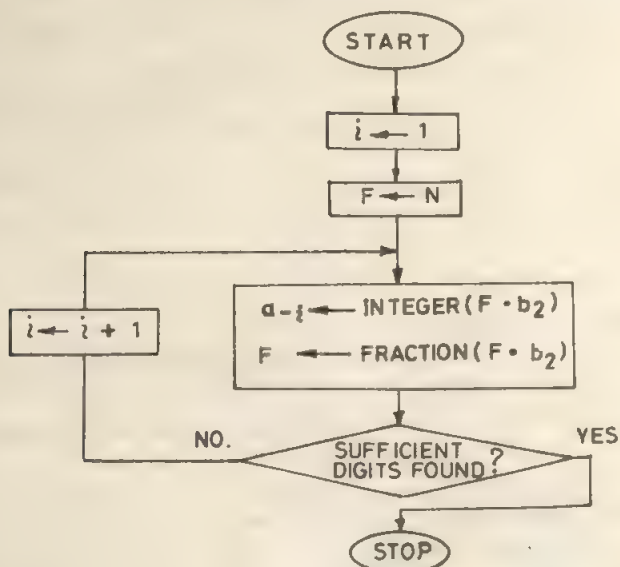 START
i ← 1
F ← N
a₋ᵢ ← INTEGER(F · b₂)
F ← FRACTION(F · b₂)
i ← i + 1
NO.
SUFFICIENT
DIGITS FOUND?
YES
STOP